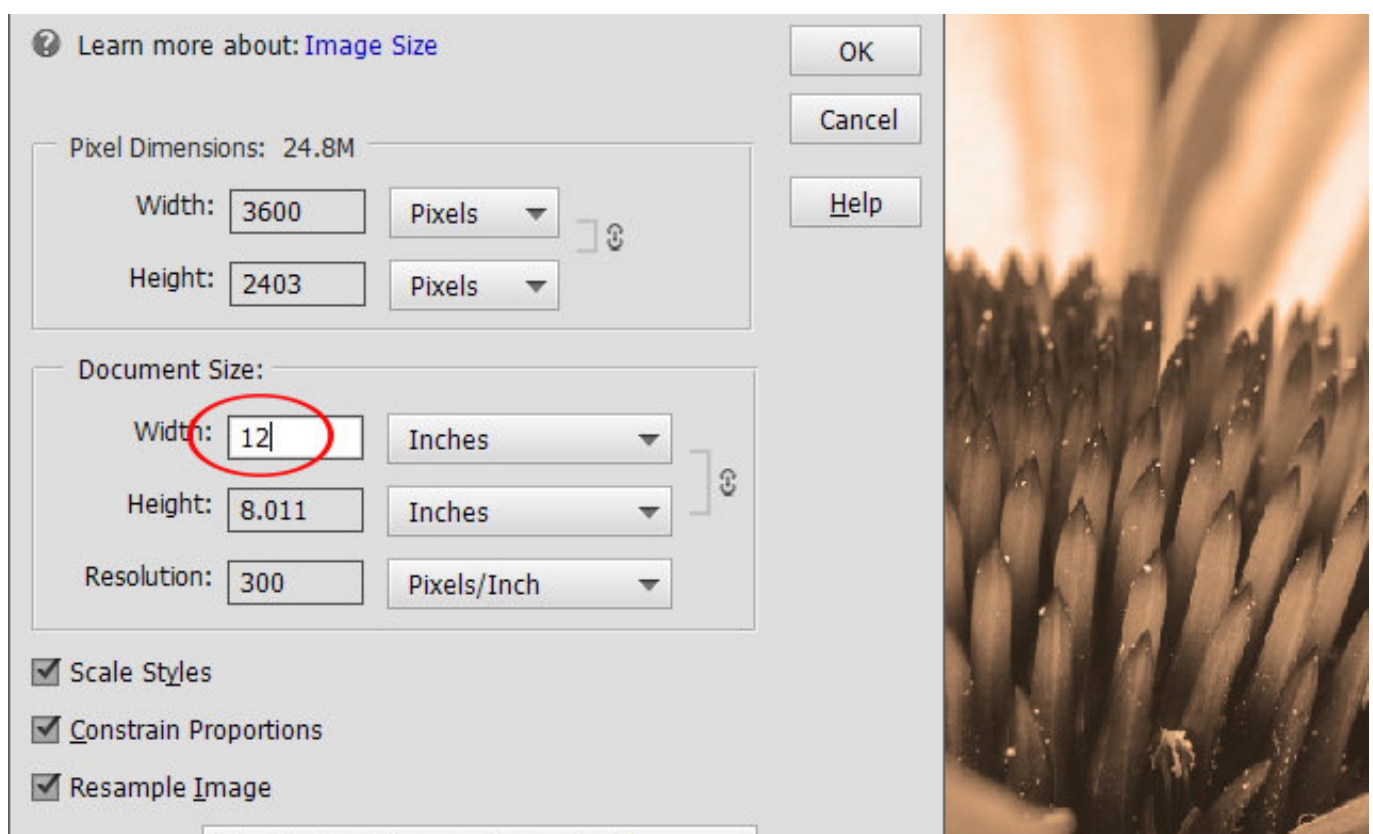 Learn more about: Image Size
OK
Cancel
Help
Pixel Dimensions: 24.8M
Width: 3600 Pixels
Height: 2403 Pixels
Document Size:
Width: 12 Inches
Height: 8.011 Inches
Resolution: 300 Pixels/Inch
Scale Styles
Constrain Proportions
Resample Image